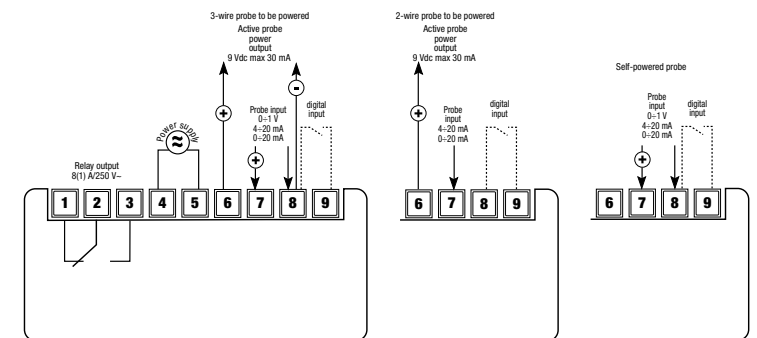 3-wire probe to be powered
Active probe
power
output
9 Vdc max 30 mA
+
-
Probe input
0÷1 V
4÷20 mA
0÷20 mA
+
digital
input
Power supply
≈
Relay output
8(1) A/250 V~
1 2 3 4 5 6 7 8 9
2-wire probe to be powered
Active probe
power
output
9 Vdc max 30 mA
+
Probe
input
4÷20 mA
0÷20 mA
digital
input
6 7 8 9
Self-powered probe
Probe
input
0÷1 V
4÷20 mA
0÷20 mA
+
digital
input
6 7 8 9